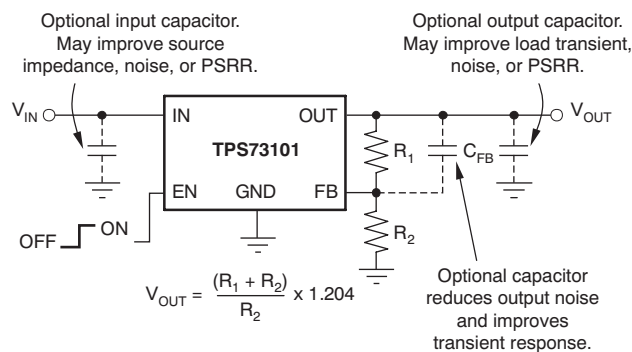 Optional input capacitor.
May improve source
impedance, noise, or PSRR.
Optional output capacitor.
May improve load transient,
noise, or PSRR.
V_IN
IN
OUT
V_OUT
TPS73101
R_1
C_FB
EN
GND
FB
OFF
ON
R_2
V_OUT = (R_1 + R_2) / R_2 x 1.204
Optional capacitor
reduces output noise
and improves
transient response.